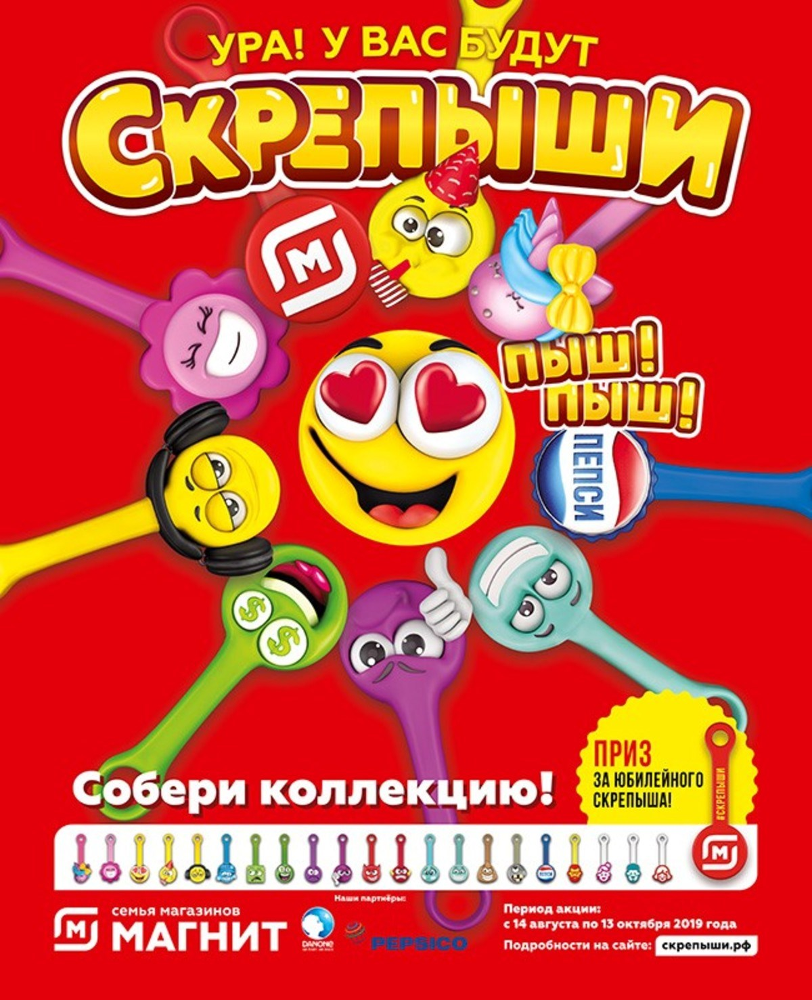 УРА! У ВАС БУДУТ
СКРЕПЫШИ
М
ПЫШ!
ПЫШ!
ПЕПСИ
$ $
ПРИЗ
ЗА ЮБИЛЕЙНОГО
СКРЕПЫША!
#СКРЕПЫШИ
Собери коллекцию!
М
Наши партнёры:
М
семья магазинов
МАГНИТ
DANONE
PEPSICO
Период акции:
с 14 августа по 13 октября 2019 года
Подробности на сайте: скрепыши.рф